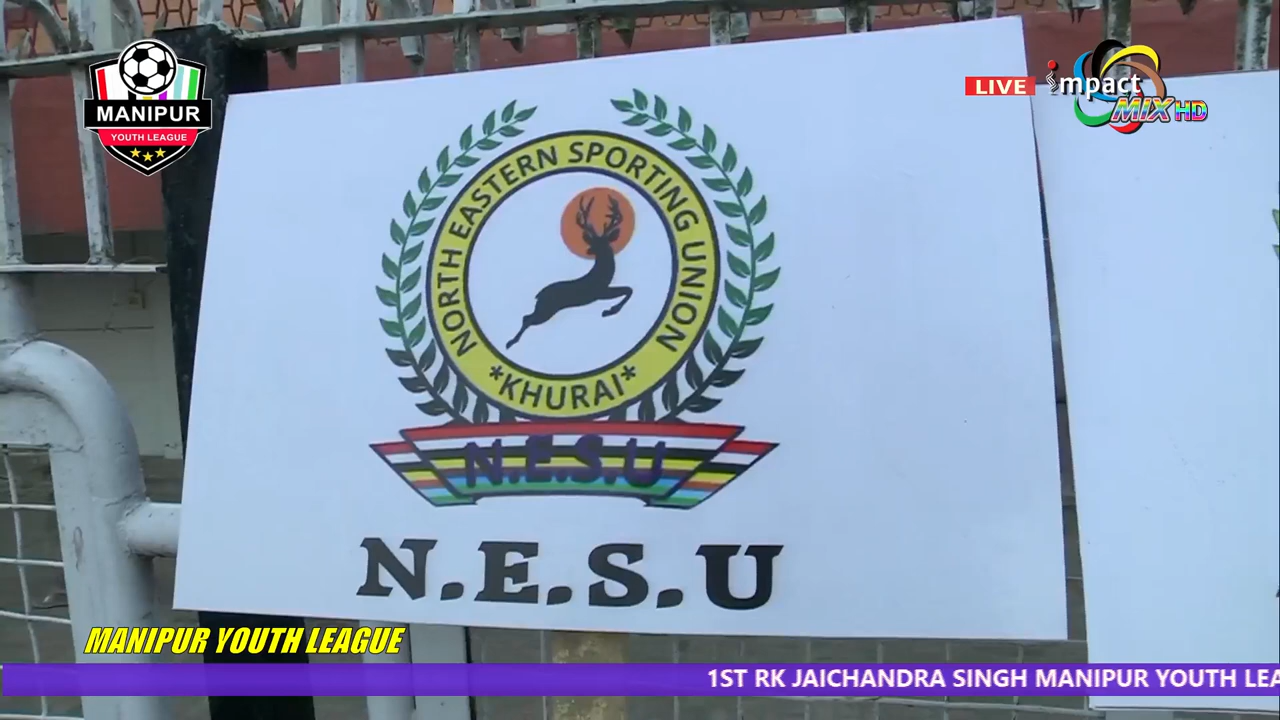 MANIPUR
YOUTH LEAGUE
LIVE
impact
MIX HD
NORTH EASTERN SPORTING UNION
*KHURAI*
N.E.S.U
N.E.S.U
MANIPUR YOUTH LEAGUE
1ST RK JAICHANDRA SINGH MANIPUR YOUTH LEA